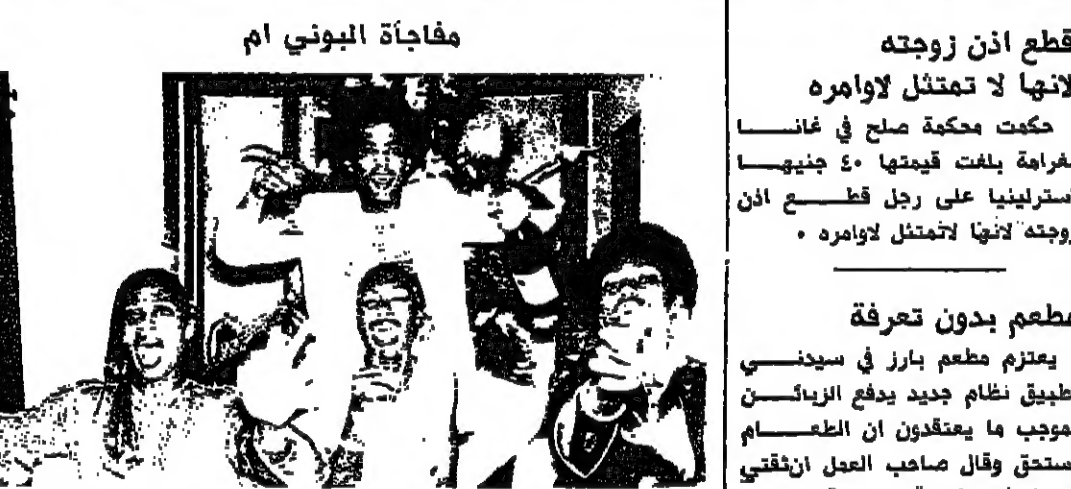 مفاجأة البوني ام
قطع اذن زوجته
لانها لا تمتثل لاوامره
حكمت محكمة صلح في غانا
بغرامة بلغت قيمتها ٤٠ جنيها
استرلينيا على رجل قطع اذن
زوجته لانها لاتمتثل لاوامره .
مطعم بدون تعرفة
يعتزم مطعم بارز في سيدني
تطبيق نظام جديد يدفع الزبائن
بموجب ما يعتقدون ان الطعام
يستحق وقال صاحب العمل ان ثقتي